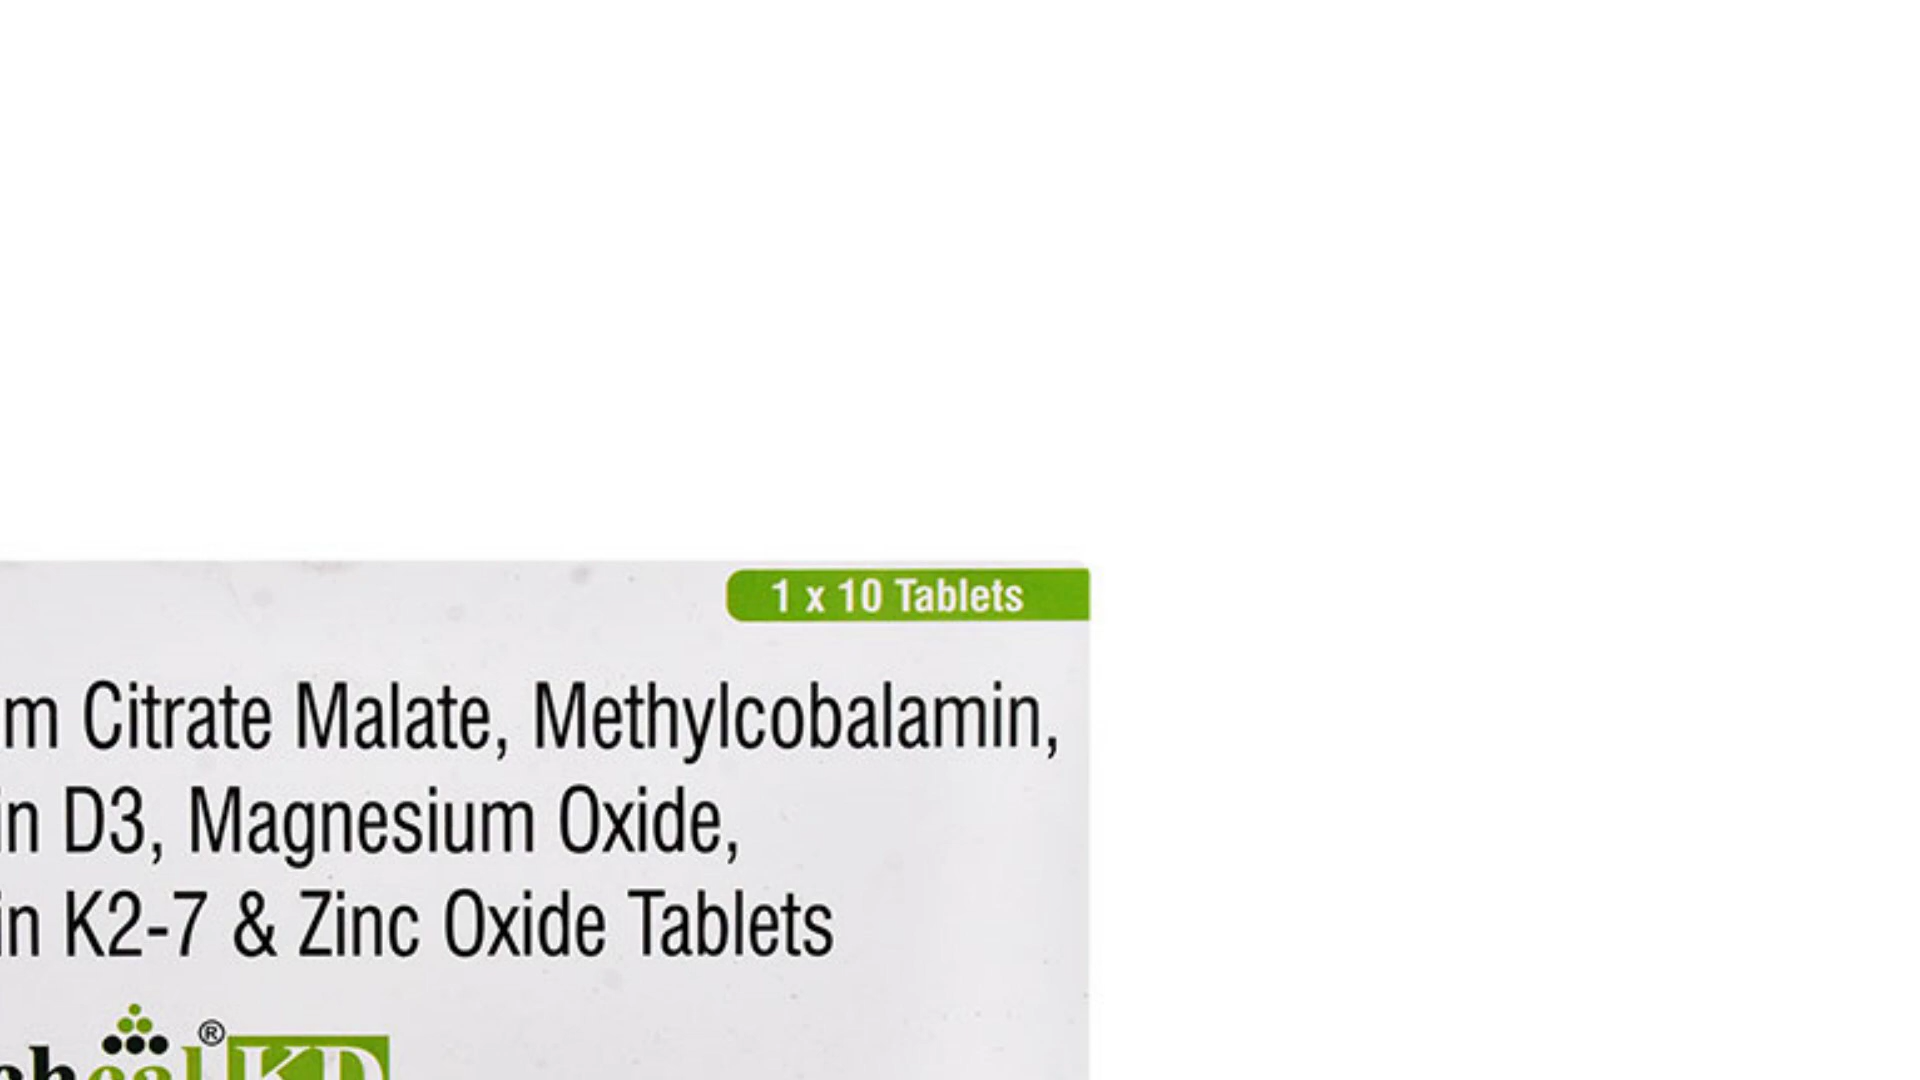 1 x 10 Tablets
m Citrate Malate, Methylcobalamin,
in D3, Magnesium Oxide,
in K2-7 & Zinc Oxide Tablets
®